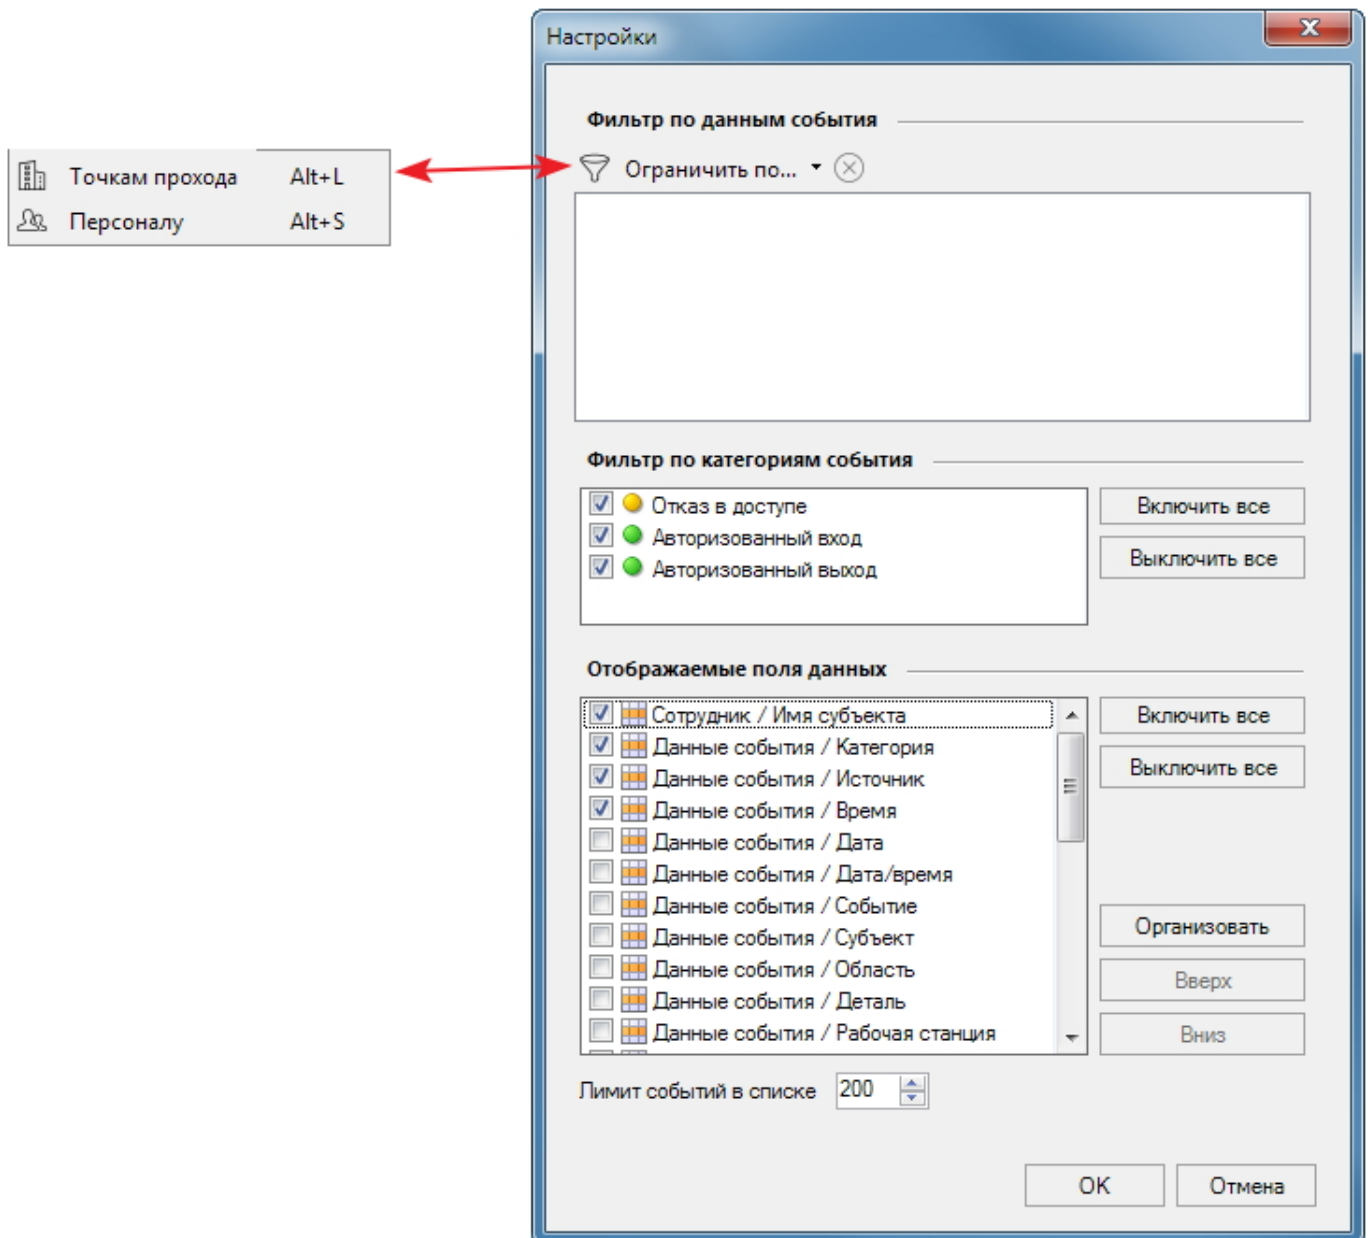 Настройки
Фильтр по данным события
Ограничить по...
Точкам прохода Alt+L
Персоналу Alt+S
Фильтр по категориям события
Отказ в доступе
Авторизованный вход
Авторизованный выход
Включить все
Выключить все
Отображаемые поля данных
Сотрудник / Имя субъекта
Данные события / Категория
Данные события / Источник
Данные события / Время
Данные события / Дата
Данные события / Дата/время
Данные события / Событие
Данные события / Субъект
Данные события / Область
Данные события / Деталь
Данные события / Рабочая станция
Включить все
Выключить все
Организовать
Вверх
Вниз
Лимит событий в списке 200
OK Отмена